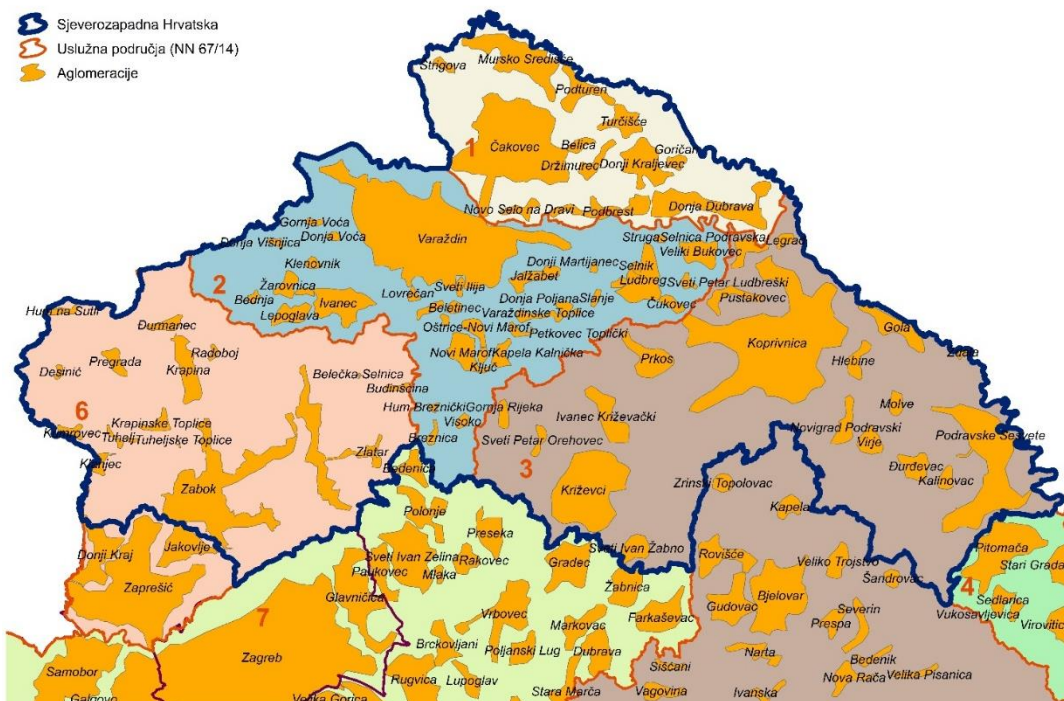 Sjeverozapadna Hrvatska
Uslužna područja (NN 67/14)
Aglomeracije
Štrigova
Mursko Središće
Podturen
Turčišće
1
Čakovec
Belica
Goričan
Držimurec
Donji Kraljevec
Novo Selo na Dravi
Podbrest
Donja Dubrava
Gornja Voća
Donja Višnjica
Donja Voća
Varaždin
Struga
Selnica Podravska
Legrad
Veliki Bukovec
Klenovnik
Donji Martijanec
Selnik
2
Žarovnica
Sveti Ilija
Jalžabet
Ludbreg
Sveti Petar Ludbreški
Bednja
Ivanec
Lovrečan
Donja Poljana
Slanje
Čukovec
Pustakovec
Lepoglava
Beletinec
Varaždinske Toplice
Hum na Sutli
Đurmanec
Oštrice-Novi Marof
Petkovec Toplički
Gola
Radoboj
Novi Marof
Kapela Kalnička
Prkos
Koprivnica
Hlebine
Ždala
Pregrada
Desinić
Krapina
Ključ
Belečka Selnica
Budinščina
6
Hum Breznički
Gornja Rijeka
Ivanec Križevački
Molve
Krapinske Toplice
Visoko
Novigrad Podravski
Kumrovec
Tuhelj
Tuheljske Toplice
Breznica
Sveti Petar Orehovec
Virje
Podravske Sesvete
Klanjec
Zlatar
Bedenica
3
Đurđevac
Kalinovac
Zabok
Križevci
Zrinski Topolovac
Polonje
Kapela
Preseka
Donji Kraj
Jakovlje
Sveti Ivan Zelina
Rakovec
Sveti Ivan Žabno
Rovišće
Pitomača
Paukovec
Mlaka
Gradec
Veliko Trojstvo
Stari Gradac
Zaprešić
Glavničica
Žabnica
Šandrovac
4
Sedlarica
7
Vrbovec
Gudovac
Bjelovar
Severin
Vukosavljevica
Markovac
Farkaševac
Prespa
Virovitica
Brckovljani
Poljanski Lug
Dubrava
Narta
Bedenik
Zagreb
Samobor
Rugvica
Lupoglav
Sišćani
Nova Rača
Velika Pisanica
Galgovo
Velika Gorica
Stara Marča
Vagovina
Ivanska